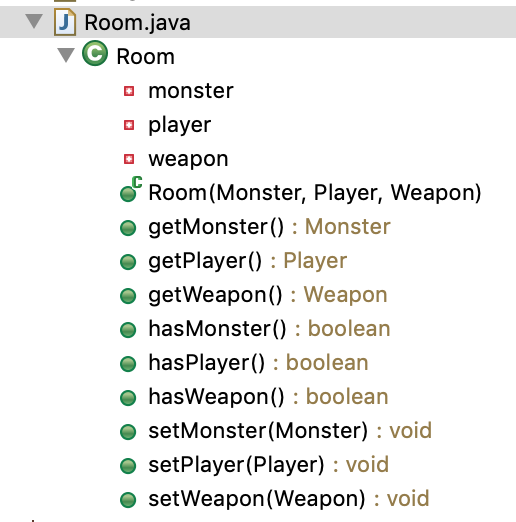 Room.java
Room
monster
player
weapon
Room(Monster, Player, Weapon)
getMonster() : Monster
getPlayer() : Player
getWeapon() : Weapon
hasMonster() : boolean
hasPlayer() : boolean
hasWeapon() : boolean
setMonster(Monster) : void
setPlayer(Player) : void
setWeapon(Weapon) : void